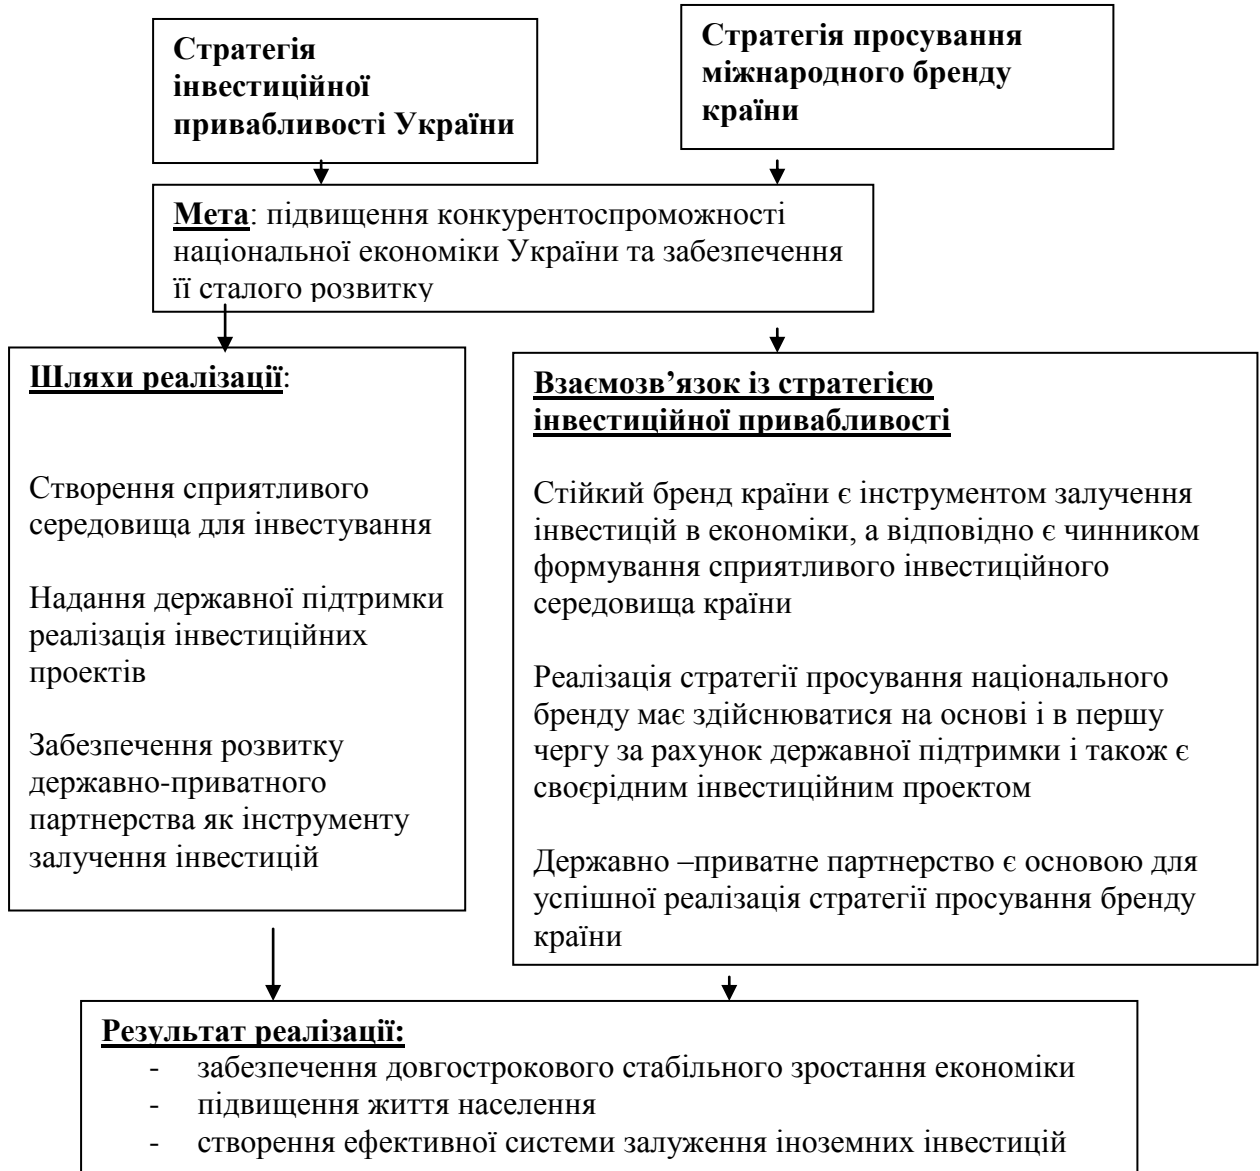 Стратегія
інвестиційної
привабливості України
Стратегія просування
міжнародного бренду
країни
Мета: підвищення конкурентоспроможності
національної економіки України та забезпечення
її сталого розвитку
Шляхи реалізації:
Створення сприятливого
середовища для інвестування
Надання державної підтримки
реалізація інвестиційних
проектів
Забезпечення розвитку
державно-приватного
партнерства як інструменту
залучення інвестицій
Взаємозв’язок із стратегією
інвестиційної привабливості
Стійкий бренд країни є інструментом залучення
інвестицій в економіки, а відповідно є чинником
формування сприятливого інвестиційного
середовища країни
Реалізація стратегії просування національного
бренду має здійснюватися на основі і в першу
чергу за рахунок державної підтримки і також є
своєрідним інвестиційним проектом
Державно –приватне партнерство є основою для
успішної реалізація стратегії просування бренду
країни
Результат реалізації:
- забезпечення довгострокового стабільного зростання економіки
- підвищення життя населення
- створення ефективної системи залуження іноземних інвестицій